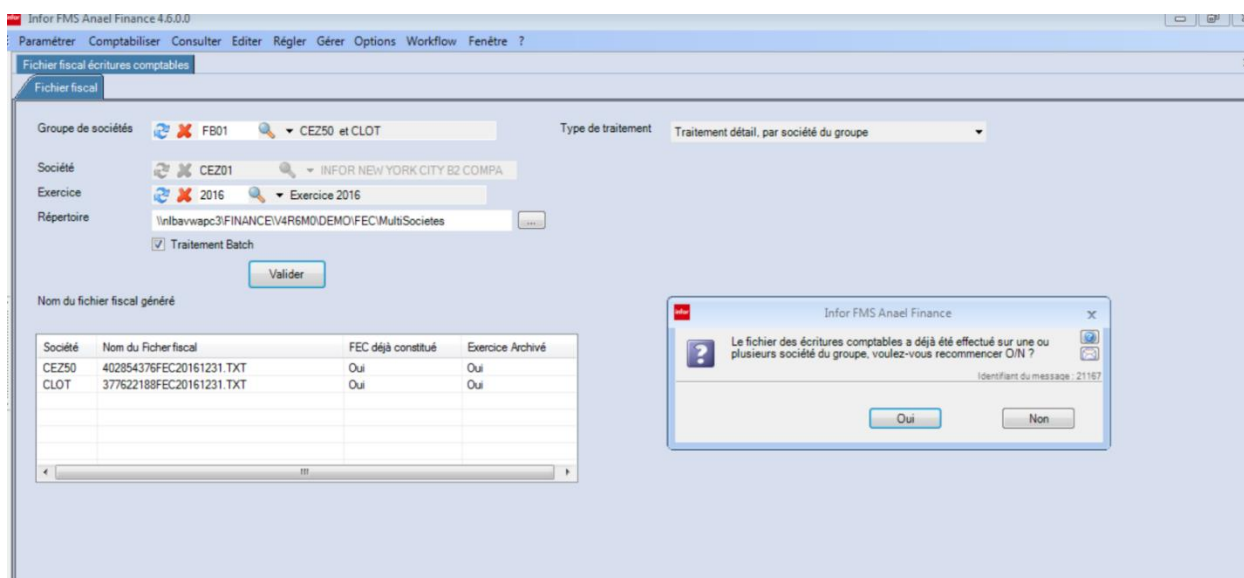 infor Infor FMS Anael Finance 4.6.0.0
Paramétrer Comptabiliser Consulter Editer Régler Gérer Options Workflow Fenêtre ?
Fichier fiscal écritures comptables
Fichier fiscal
Groupe de sociétés FB01 CEZ50 et CLOT Type de traitement Traitement détail, par société du groupe
Société CEZ01 INFOR NEW YORK CITY B2 COMPA
Exercice 2016 Exercice 2016
Répertoire \\nlbavwapc3\FINANCE\V4R6M0\DEMO\FEC\MultiSocietes ...
Traitement Batch
Valider
Nom du fichier fiscal généré
Société Nom du Ficher fiscal FEC déjà constitué Exercice Archivé
CEZ50 402854376FEC20161231.TXT Oui Oui
CLOT 377622188FEC20161231.TXT Oui Oui
infor Infor FMS Anael Finance x
Le fichier des écritures comptables a déjà été effectué sur une ou
plusieurs société du groupe, voulez-vous recommencer O/N ?
Identifiant du message : 21167
Oui Non